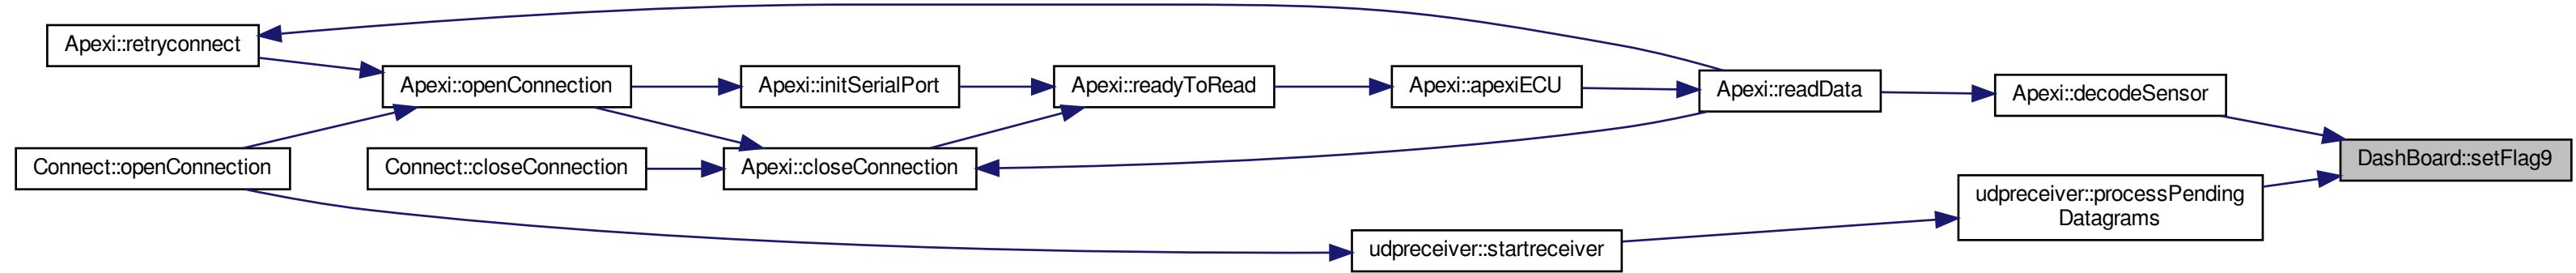 Apexi::retryconnect
Apexi::openConnection
Apexi::initSerialPort
Apexi::readyToRead
Apexi::apexiECU
Apexi::readData
Apexi::decodeSensor
Connect::openConnection
Connect::closeConnection
Apexi::closeConnection
DashBoard::setFlag9
udpreceiver::processPending
Datagrams
udpreceiver::startreceiver